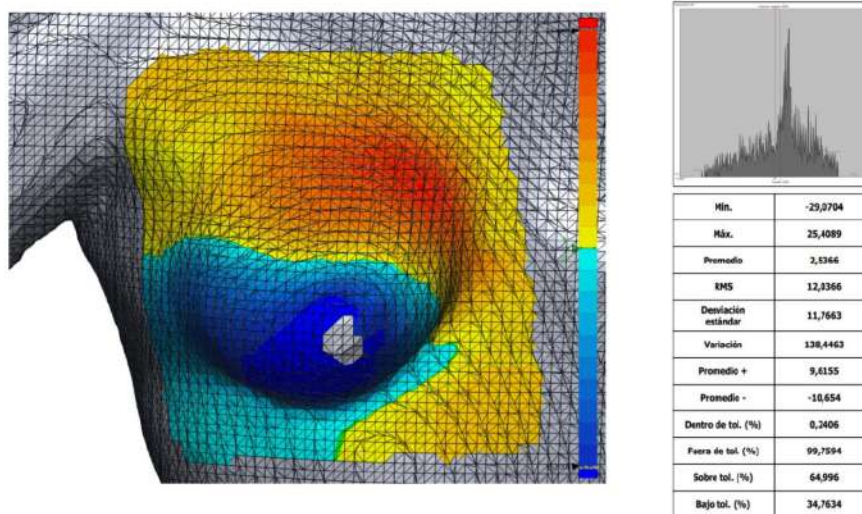 Mín. -29,0704
Máx. 25,4089
Promedio 2,5366
RMS 12,0366
Desviación
estándar 11,7663
Variación 138,4463
Promedio + 9,6155
Promedio - -10,654
Dentro de tol. (%) 0,2406
Fuera de tol. (%) 99,7594
Sobre tol. (%) 64,996
Bajo tol. (%) 34,7634